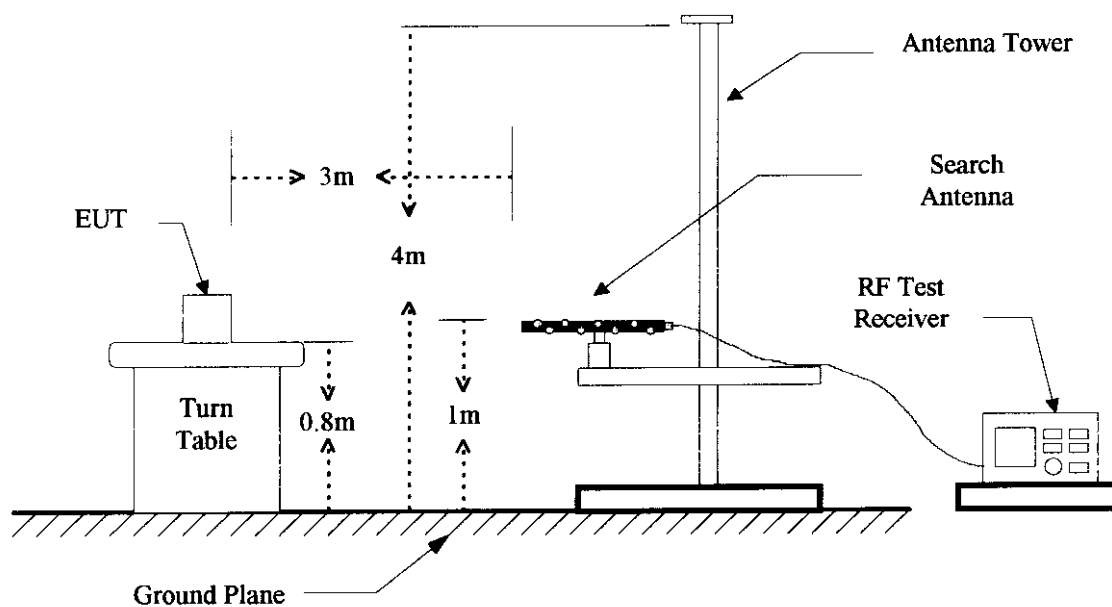 Antenna Tower
Search
Antenna
3m
EUT
4m
RF Test
Receiver
Turn
Table
0.8m
1m
Ground Plane